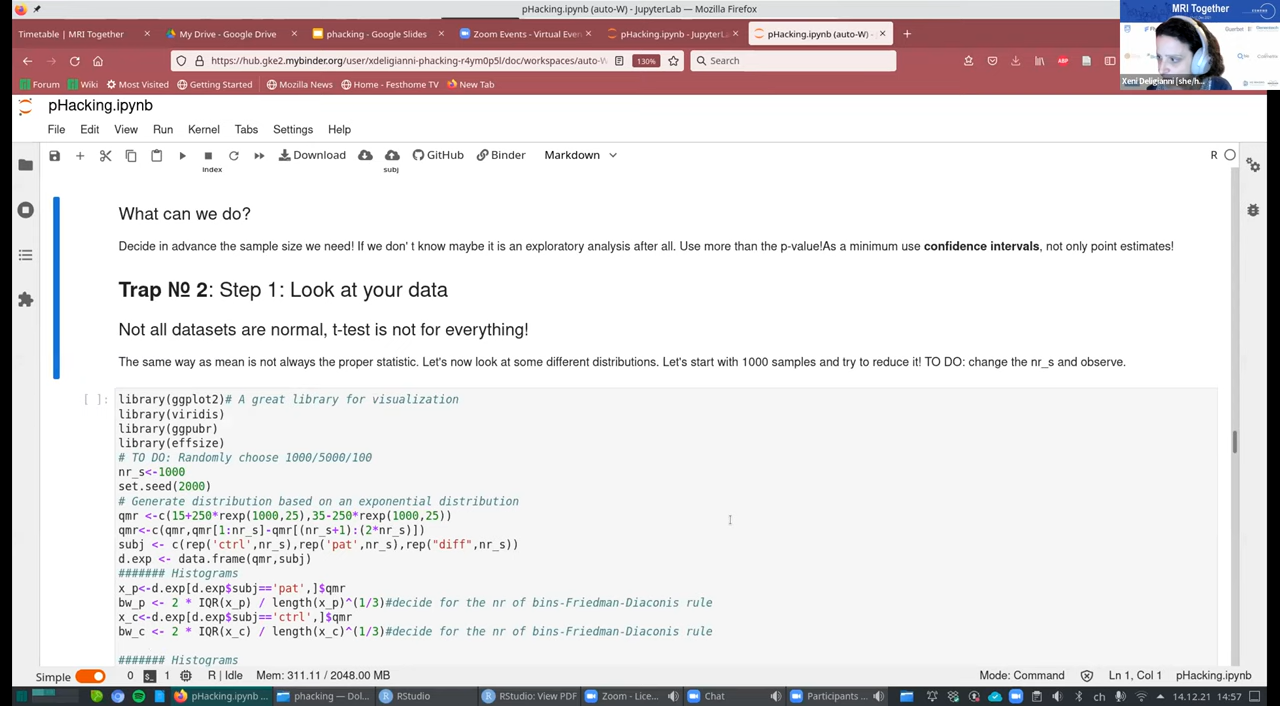 pHacking.ipynb (auto-W) - JupyterLab — Mozilla Firefox
MRI Together
Timetable | MRI Together
My Drive - Google Drive
phacking - Google Slides
Zoom Events - Virtual Even
pHacking.ipynb - JupyterL
pHacking.ipynb (auto-W) -
https://hub.gke2.mybinder.org/user/xdeligianni-phacking-r4ym0p5l/doc/workspaces/auto-W
130%
Search
ABP
Xeni Deligianni [she/h...
Forum
Wiki
Most Visited
Getting Started
Mozilla News
Home - Festhome TV
New Tab
pHacking.ipynb
File Edit View Run Kernel Tabs Settings Help
Download GitHub Binder Markdown R
index subj
What can we do?
Decide in advance the sample size we need! If we don' t know maybe it is an exploratory analysis after all. Use more than the p-value!As a minimum use confidence intervals, not only point estimates!
Trap № 2: Step 1: Look at your data
Not all datasets are normal, t-test is not for everything!
The same way as mean is not always the proper statistic. Let's now look at some different distributions. Let's start with 1000 samples and try to reduce it! TO DO: change the nr_s and observe.
[ ]: library(ggplot2)# A great library for visualization
library(viridis)
library(ggpubr)
library(effsize)
# TO DO: Randomly choose 1000/5000/100
nr_s<-1000
set.seed(2000)
# Generate distribution based on an exponential distribution
qmr <-c(15+250*rexp(1000,25),35-250*rexp(1000,25))
qmr<-c(qmr,qmr[1:nr_s]-qmr[(nr_s+1):(2*nr_s)])
subj <- c(rep('ctrl',nr_s),rep('pat',nr_s),rep("diff",nr_s))
d.exp <- data.frame(qmr,subj)
####### Histograms
x_p<-d.exp[d.exp$subj=='pat',]$qmr
bw_p <- 2 * IQR(x_p) / length(x_p)^(1/3)#decide for the nr of bins-Friedman-Diaconis rule
x_c<-d.exp[d.exp$subj=='ctrl',]$qmr
bw_c <- 2 * IQR(x_c) / length(x_c)^(1/3)#decide for the nr of bins-Friedman-Diaconis rule
####### Histograms
Simple 0 1 R | Idle Mem: 311.11 / 2048.00 MB Mode: Command Ln 1, Col 1 pHacking.ipynb
pHacking.ipynb ... phacking — Dol... RStudio RStudio: View PDF Zoom - Lice... Chat Participants ... ch 14.12.21 14:57